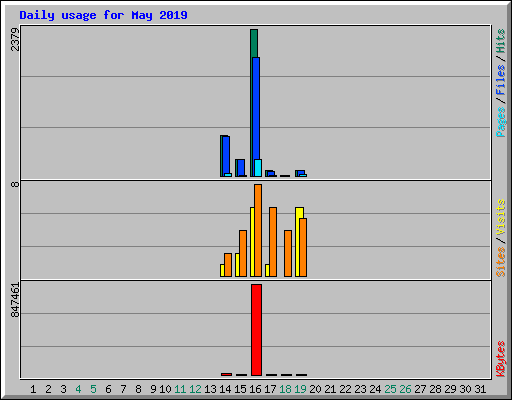 Daily usage for May 2019
2379
Pages / Files / Hits
8
Sites / Visits
847461
KBytes
1 2 3 4 5 6 7 8 9 10 11 12 13 14 15 16 17 18 19 20 21 22 23 24 25 26 27 28 29 30 31